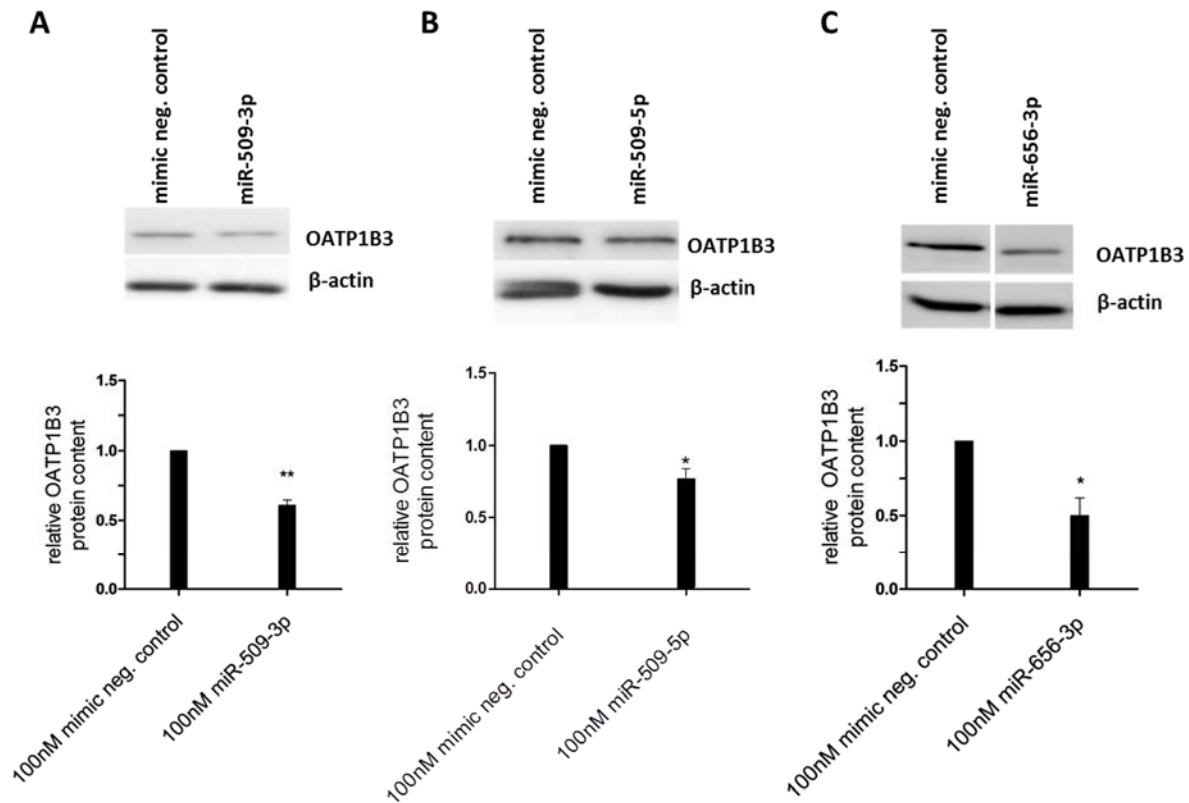 A
mimic neg. control
miR-509-3p
OATP1B3
β-actin
1.5
1.0
0.5
0.0
relative OATP1B3
protein content
**
100nM mimic neg. control
100nM miR-509-3p
B
mimic neg. control
miR-509-5p
OATP1B3
β-actin
1.5
1.0
0.5
0.0
relative OATP1B3
protein content
*
100nM mimic neg. control
100nM miR-509-5p
C
mimic neg. control
miR-656-3p
OATP1B3
β-actin
1.5
1.0
0.5
0.0
relative OATP1B3
protein content
*
100nM mimic neg. control
100nM miR-656-3p